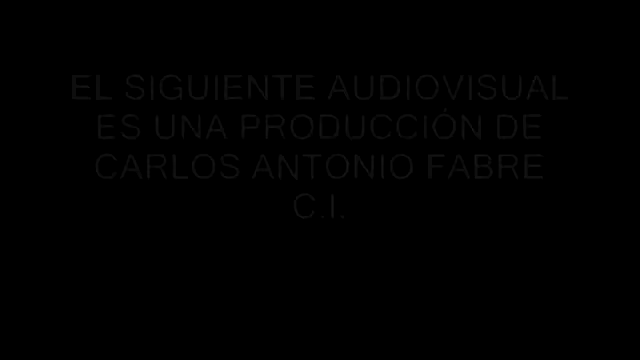 EL SIGUIENTE AUDIOVISUAL
ES UNA PRODUCCIÓN DE
CARLOS ANTONIO FABRE
C.I.